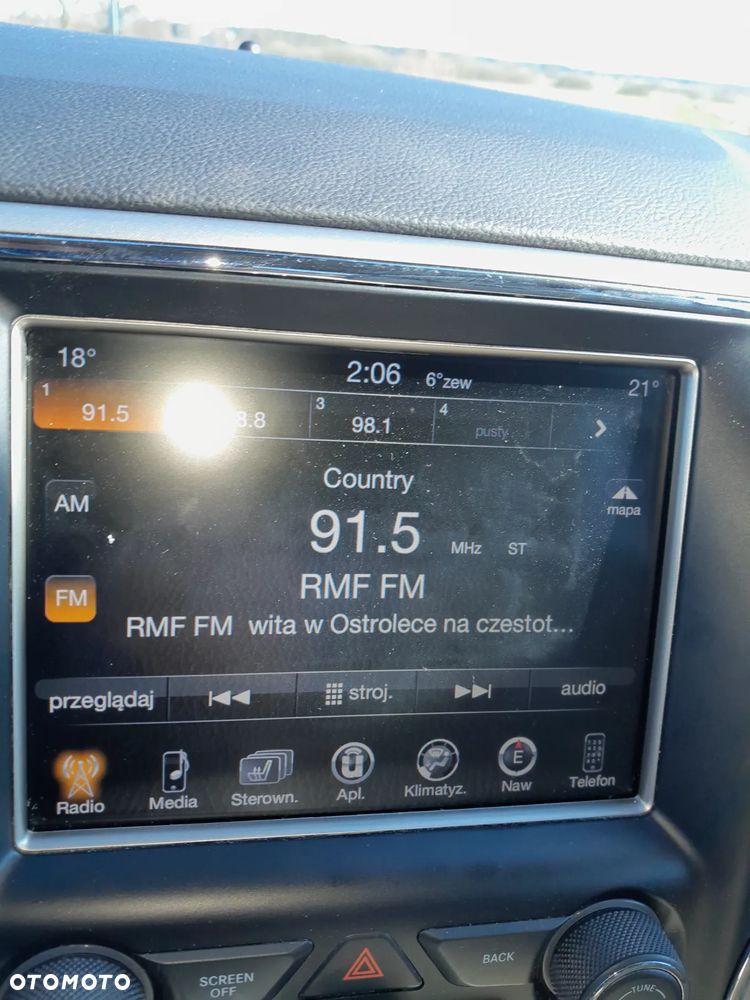 18° 2:06 6°zew 21°
1 91.5 8.8 3 98.1 4 pusty
Country
AM 91.5 MHz ST mapa
FM RMF FM
RMF FM wita w Ostrolece na czestot...
przeglądaj stroj. audio
E
Radio Media Sterown. Apl. Klimatyz. Naw Telefon
SCREEN OFF BACK
TUNE
OTOMOTO